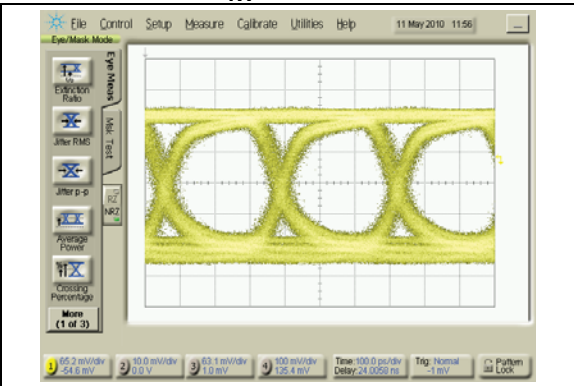 File Control Setup Measure Calibrate Utilities Help 11 May 2010 11:56
Eye/Mask Mode
Eye Meas
Mask Test
Extinction
Ratio
Jitter RMS
Jitter p-p
RZ
NRZ
Average
Power
Crossing
Percentage
More
(1 of 3)
1) 65.2 mV/div
-54.6 mV
2) 10.0 mV/div
0.0 V
3) 63.1 mV/div
1.0 mV
4) 100 mV/div
135.4 mV
Time:100.0 ps/div
Delay:24.0058 ns
Trig: Normal
-1 mV
Pattern
Lock